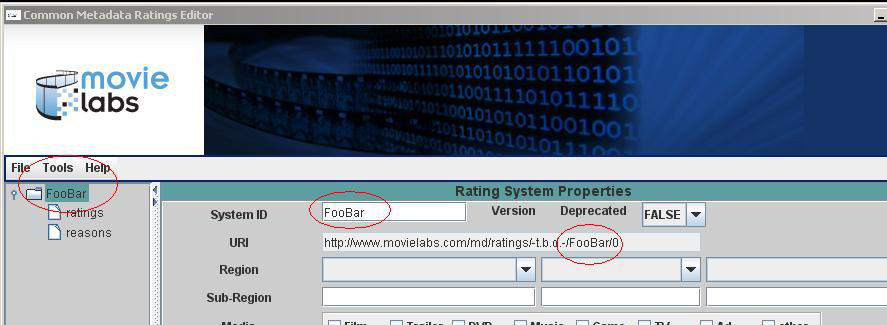 Common Metadata Ratings Editor
movie
labs
File Tools Help
FooBar
ratings
reasons
Rating System Properties
System ID FooBar Version Deprecated FALSE
URI http://www.movielabs.com/md/ratings/-t.b.d.-/FooBar/0
Region
Sub-Region
Media Film Trailer DVD Music Game TV Ad other